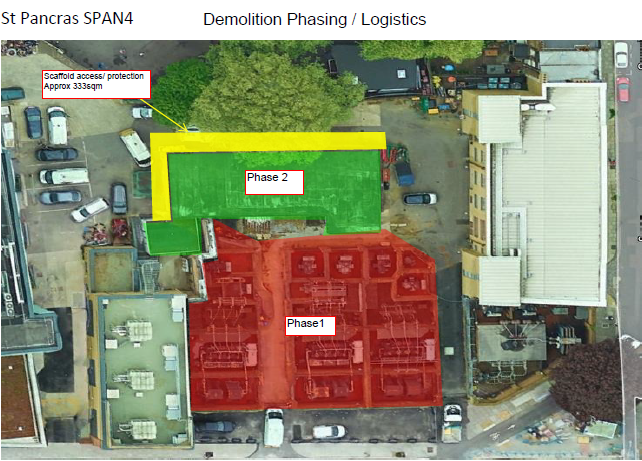 St Pancras SPAN4
Demolition Phasing / Logistics
Scaffold access/ protection
Approx 333sqm
Phase 2
Phase1